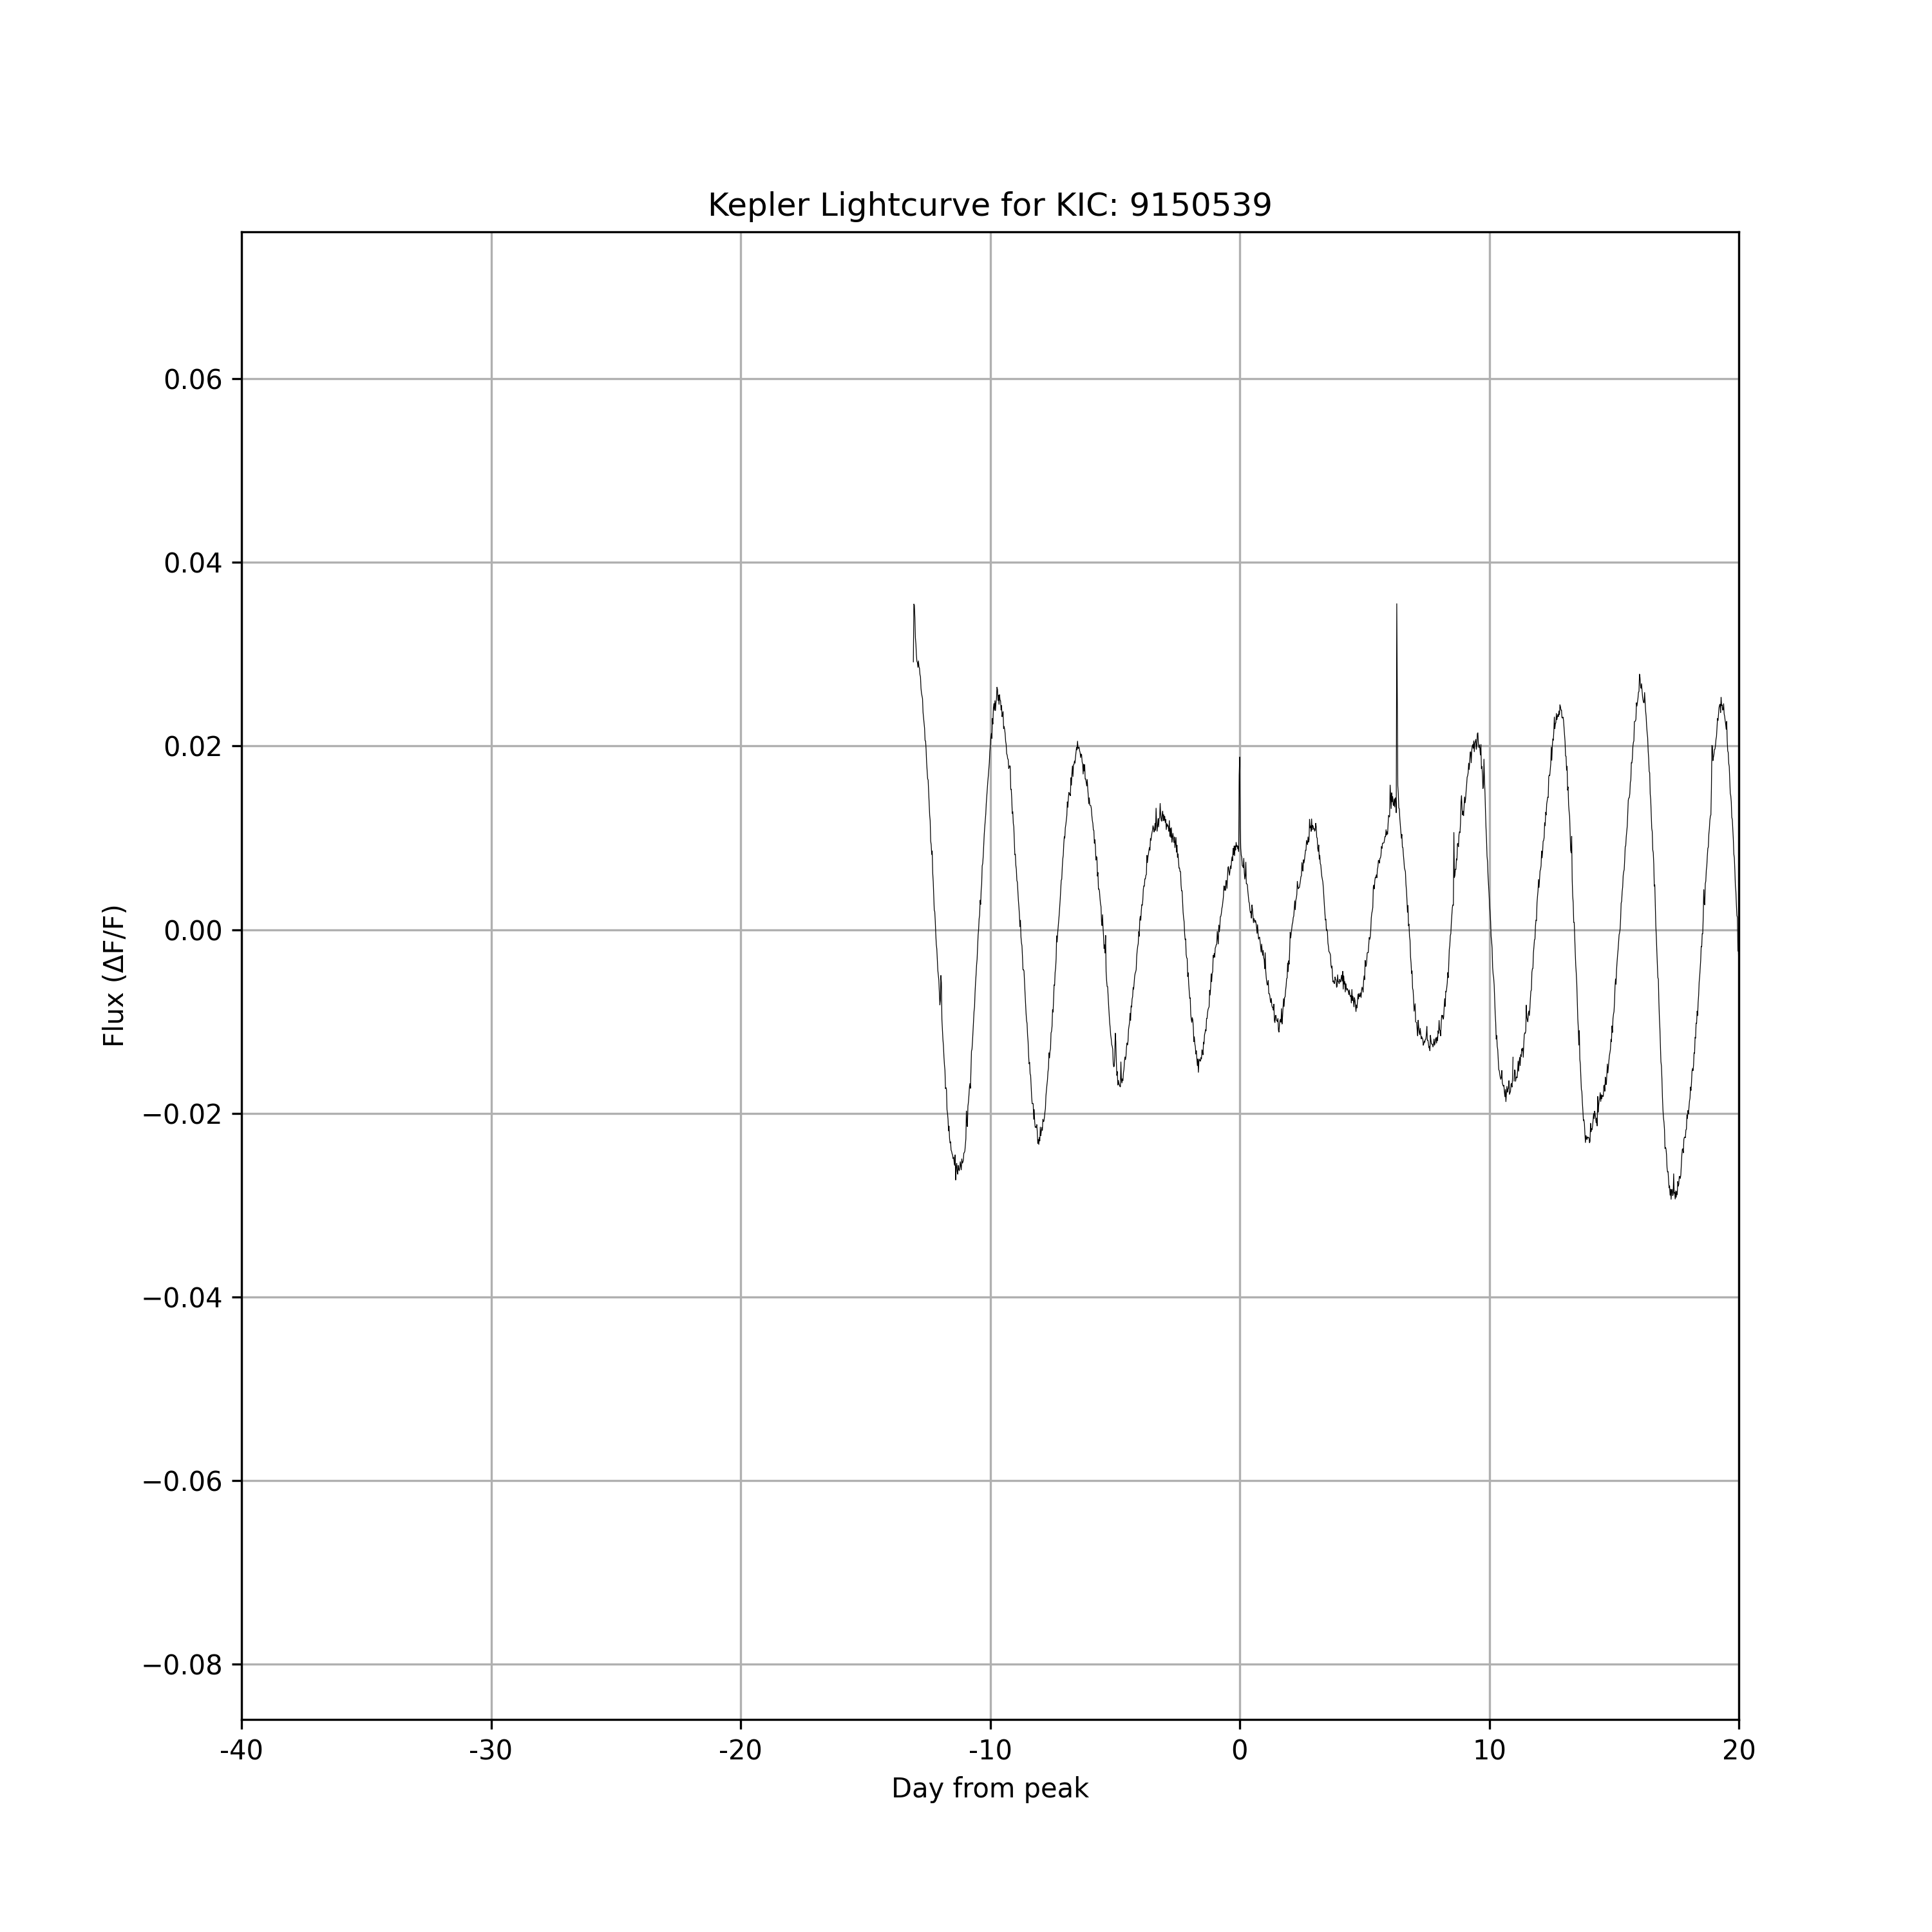 Kepler Lightcurve for KIC: 9150539
Flux (ΔF/F)
0.06
0.04
0.02
0.00
−0.02
−0.04
−0.06
−0.08
-40 -30 -20 -10 0 10 20
Day from peak